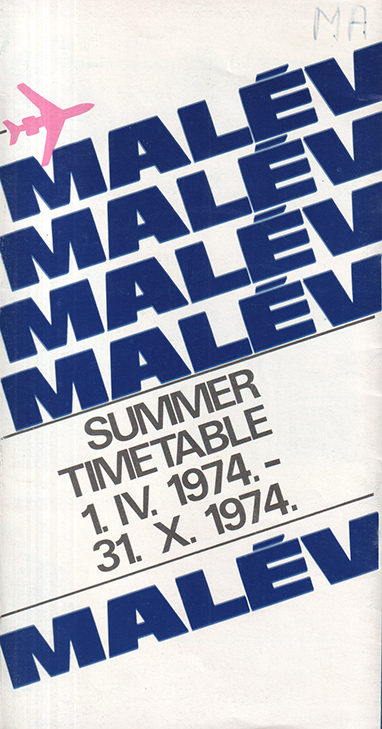 MA
MALÉV
MALÉV
MALÉV
MALÉV
SUMMER
TIMETABLE
1. IV. 1974.–
31. X. 1974.
MALÉV